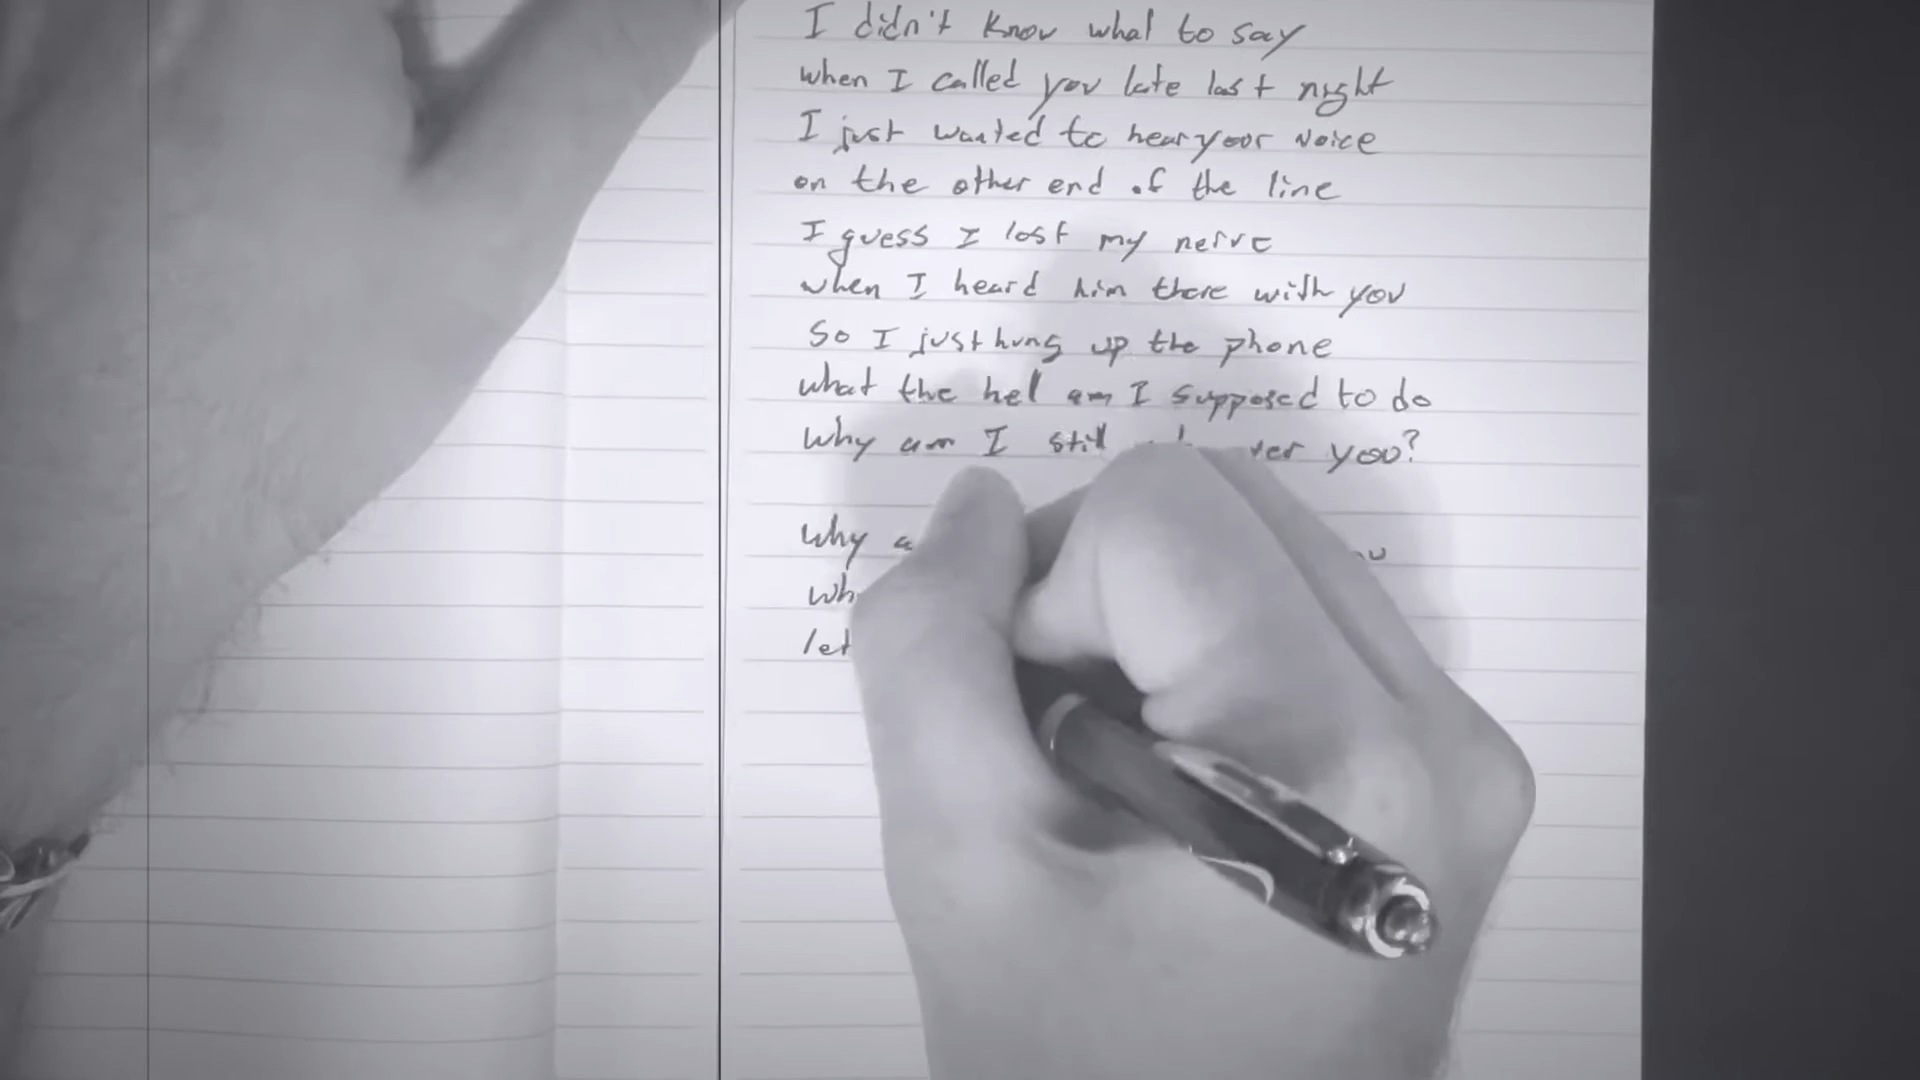 I didn't know what to say
when I called you late last night
I just wanted to hear your voice
on the other end of the line
I guess I lost my nerve
when I heard him there with you
So I just hung up the phone
what the hel am I supposed to do
Why am I still you?
why
let